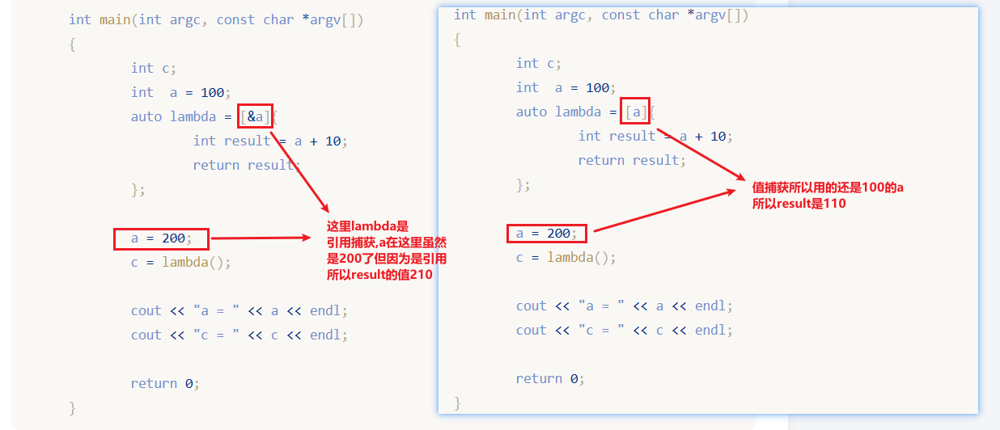 int main(int argc, const char *argv[])
{
int c;
int  a = 100;
auto lambda = [&a]{
int result = a + 10;
return result;
};
a = 200;
c = lambda();
cout << "a = " << a << endl;
cout << "c = " << c << endl;
return 0;
}
这里lambda是
引用捕获,a在这里虽然
是200了但因为是引用
所以result的值210
int main(int argc, const char *argv[])
{
int c;
int  a = 100;
auto lambda = [a]{
int result = a + 10;
return result;
};
a = 200;
c = lambda();
cout << "a = " << a << endl;
cout << "c = " << c << endl;
return 0;
}
值捕获所以用的还是100的a
所以result是110